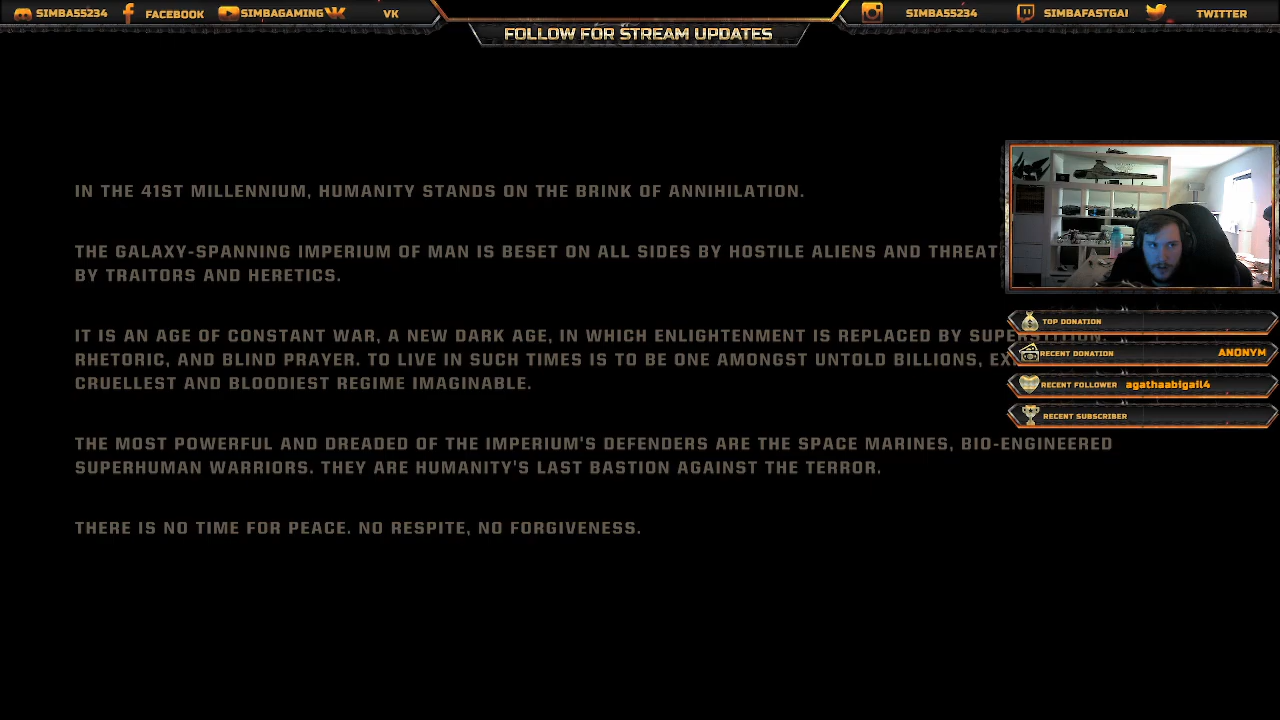 SIMBA55234 FACEBOOK SIMBAGAMING VK SIMBA55234 SIMBAFASTGAI TWITTER
FOLLOW FOR STREAM UPDATES
IN THE 41ST MILLENNIUM, HUMANITY STANDS ON THE BRINK OF ANNIHILATION.
THE GALAXY-SPANNING IMPERIUM OF MAN IS BESET ON ALL SIDES BY HOSTILE ALIENS AND
BY TRAITORS AND HERETICS.
IT IS AN AGE OF CONSTANT WAR, A NEW DARK AGE, IN WHICH ENLIGHTENMENT IS REPLACED BY
RHETORIC, AND BLIND PRAYER. TO LIVE IN SUCH TIMES IS TO BE ONE AMONGST UNTOLD BILLIONS,
CRUELLEST AND BLOODIEST REGIME IMAGINABLE.
THE MOST POWERFUL AND DREADED OF THE IMPERIUM'S DEFENDERS ARE THE SPACE MARINES, BIO-ENGINEERED
SUPERHUMAN WARRIORS. THEY ARE HUMANITY'S LAST BASTION AGAINST THE TERROR.
THERE IS NO TIME FOR PEACE. NO RESPITE, NO FORGIVENESS.
TOP DONATION
RECENT DONATION ANONYM
RECENT FOLLOWER agathaabigail4
RECENT SUBSCRIBER